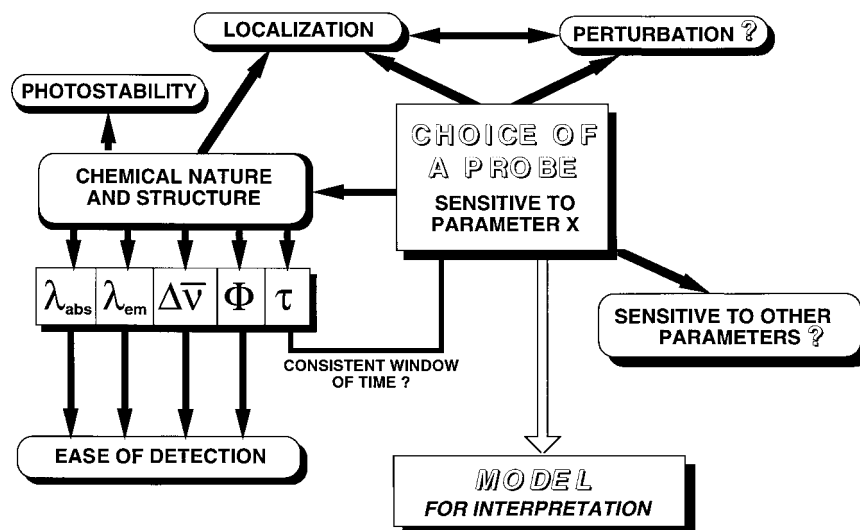 LOCALIZATION
PERTURBATION ?
PHOTOSTABILITY
CHOICE OF
A PROBE
SENSITIVE TO
PARAMETER X
CHEMICAL NATURE
AND STRUCTURE
λabs λem Δν̅ Φ τ
SENSITIVE TO OTHER
PARAMETERS ?
CONSISTENT WINDOW
OF TIME ?
EASE OF DETECTION
MODEL
FOR INTERPRETATION